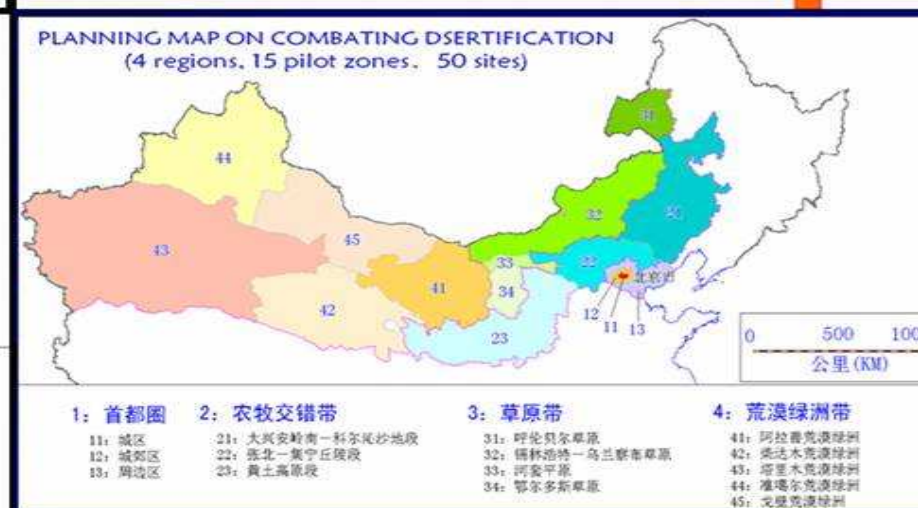 PLANNING MAP ON COMBATING DSERTIFICATION
(4 regions, 15 pilot zones, 50 sites)
31
44
32
21
45
43
33
22
北京市
41
34
42
12
11
13
23
0 500 100
公里(KM)
1: 首都圈
11: 城区
12: 城郊区
13: 周边区
2: 农牧交错带
21: 大兴安岭南－科尔沁沙地段
22: 张北－集宁丘陵段
23: 黄土高原段
3: 草原带
31: 呼伦贝尔草原
32: 锡林浩特－乌兰察布草原
33: 河套平原
34: 鄂尔多斯草原
4: 荒漠绿洲带
41: 阿拉善荒漠绿洲
42: 柴达木荒漠绿洲
43: 塔里木荒漠绿洲
44: 准噶尔荒漠绿洲
45: 戈壁荒漠绿洲